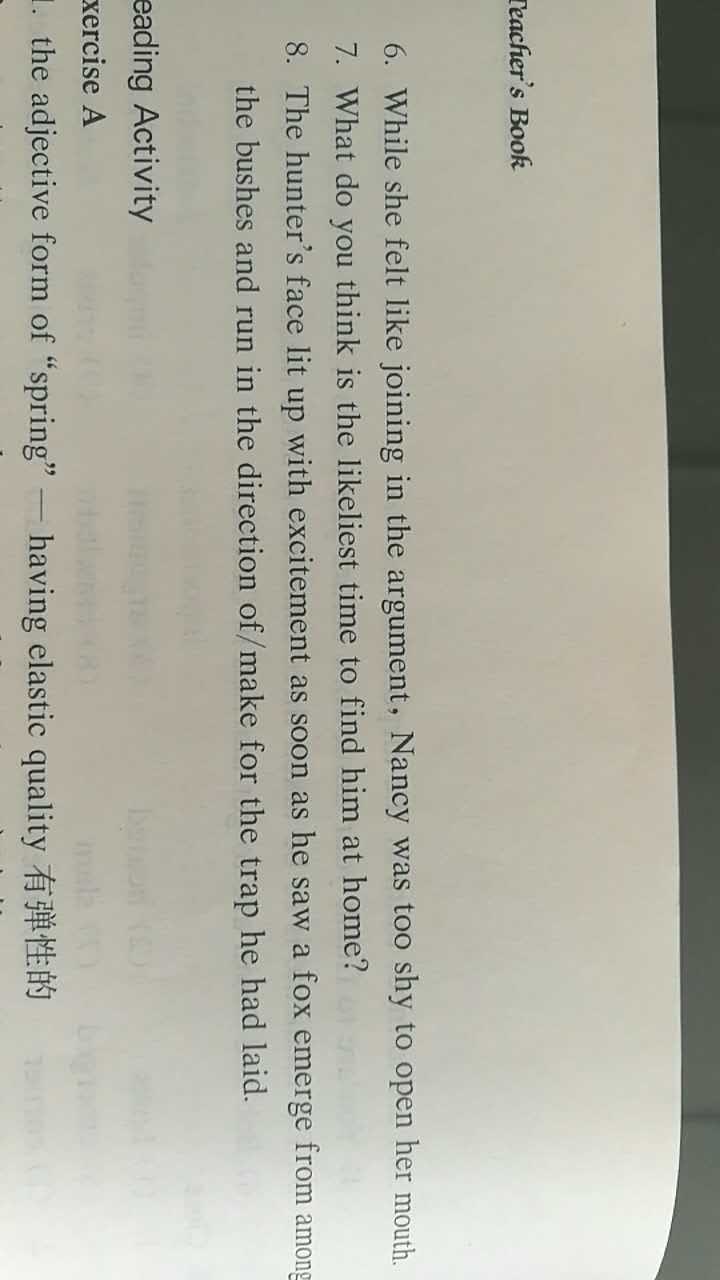 Teacher's Book
6. While she felt like joining in the argument, Nancy was too shy to open her mouth.
7. What do you think is the likeliest time to find him at home?
8. The hunter's face lit up with excitement as soon as he saw a fox emerge from among
the bushes and run in the direction of/make for the trap he had laid.
eading Activity
xercise A
1. the adjective form of “spring” — having elastic quality 有弹性的